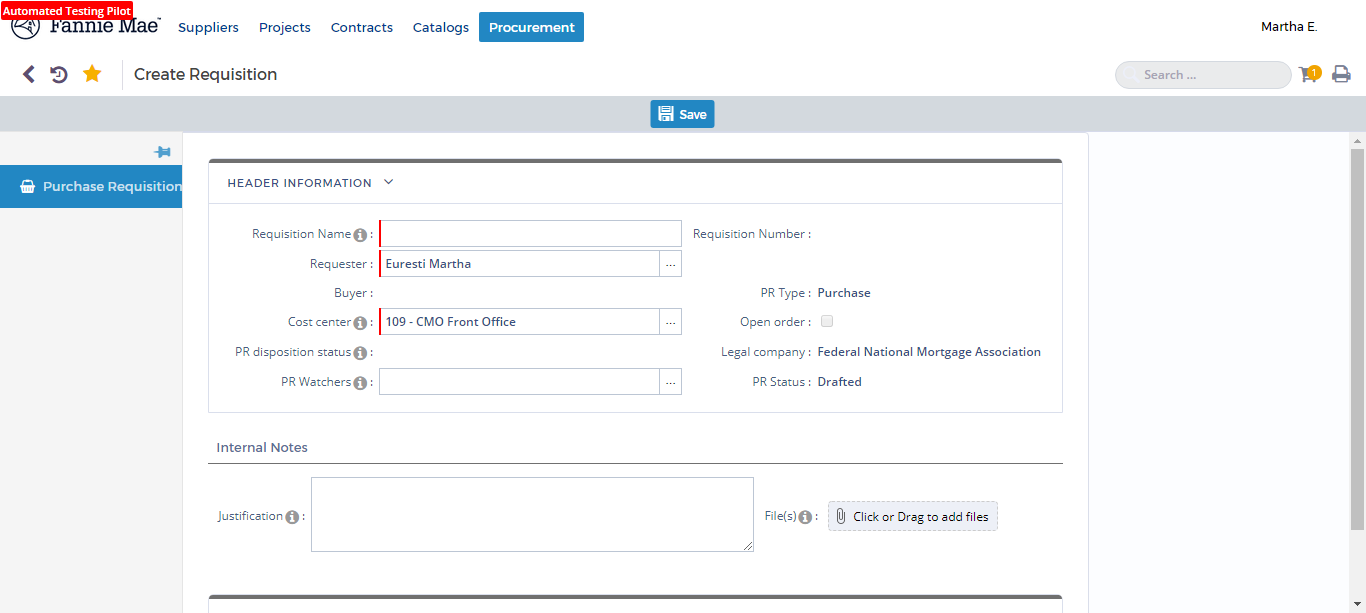 Automated Testing Pilot
Fannie Mae™
Suppliers Projects Contracts Catalogs Procurement
Martha E.
Create Requisition
Search ...
1
Save
Purchase Requisition
HEADER INFORMATION
Requisition Name :
Requisition Number :
Requester : Euresti Martha ...
Buyer :
PR Type : Purchase
Cost center : 109 - CMO Front Office ...
Open order :
PR disposition status :
Legal company : Federal National Mortgage Association
PR Watchers : ...
PR Status : Drafted
Internal Notes
Justification :
File(s) : Click or Drag to add files